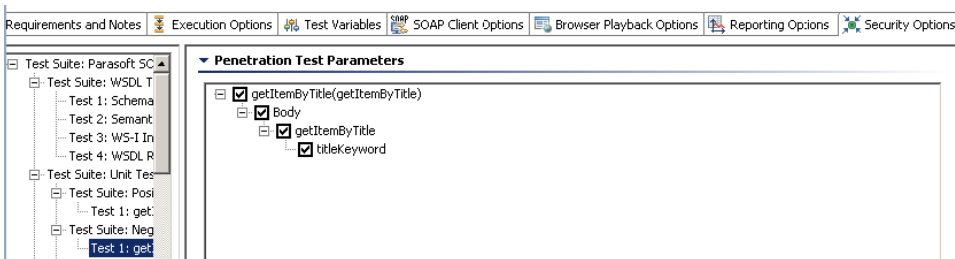 Requirements and Notes Execution Options Test Variables SOAP Client Options Browser Playback Options Reporting Options Security Options
Test Suite: Parasoft SO
Test Suite: WSDL T
Test 1: Schema
Test 2: Semant
Test 3: WS-I In
Test 4: WSDL R
Test Suite: Unit Tes
Test Suite: Posi
Test 1: getI
Test Suite: Neg
Test 1: getI
Penetration Test Parameters
getItemByTitle(getItemByTitle)
Body
getItemByTitle
titleKeyword